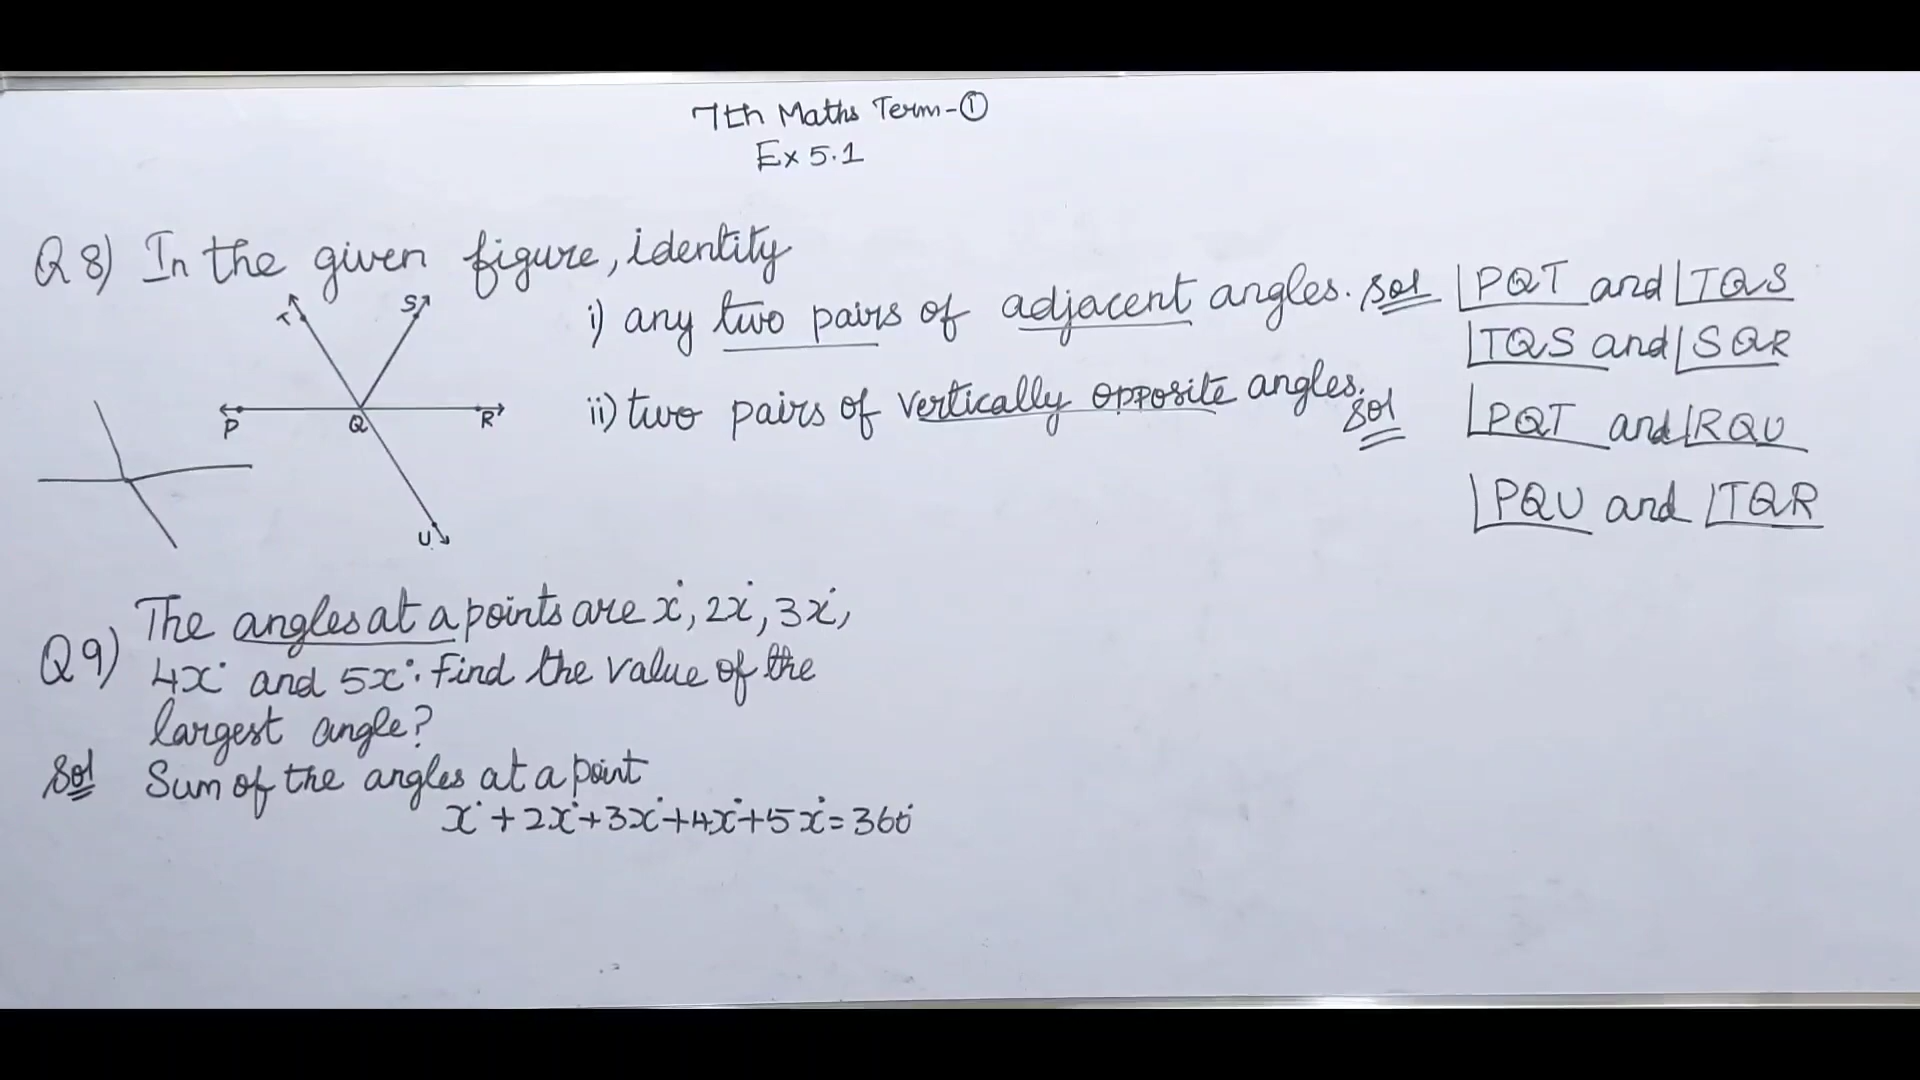 7th Maths Term-①
Ex 5.1
Q 8) In the given figure, identity
i) any two pairs of adjacent angles. Sol ∠PQT and ∠TQS
∠TQS and ∠SQR
ii) two pairs of vertically opposite angles. Sol ∠PQT and ∠RQU
∠PQU and ∠TQR
T
S
P
Q
R
U
Q 9) The angles at a points are x°, 2x°, 3x°,
4x° and 5x°. Find the value of the
largest angle?
Sol Sum of the angles at a point
x° + 2x° + 3x° + 4x° + 5x° = 360°